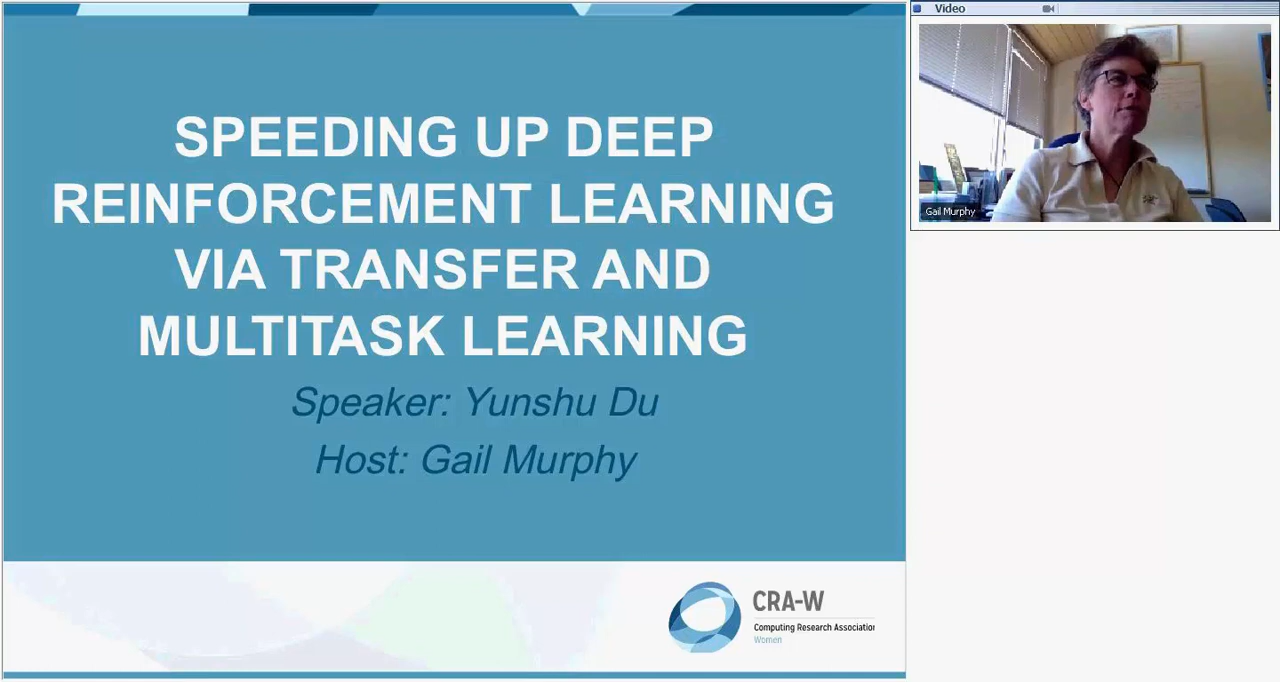 SPEEDING UP DEEP
REINFORCEMENT LEARNING
VIA TRANSFER AND
MULTITASK LEARNING
Speaker: Yunshu Du
Host: Gail Murphy
CRA-W
Computing Research Association
Women
Video
Gail Murphy